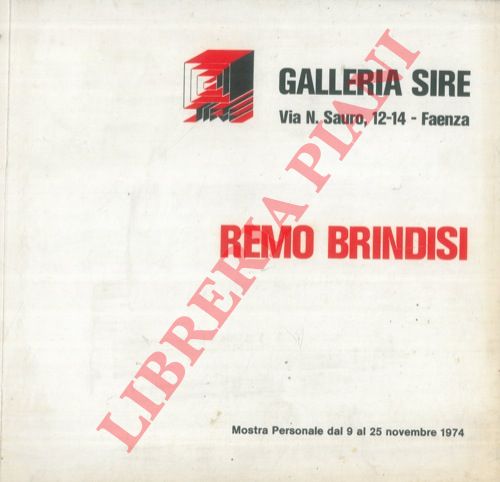 GALLERIA SIRE
Via N. Sauro, 12-14 - Faenza
REMO BRINDISI
LIBRERIA PIANI
Mostra Personale dal 9 al 25 novembre 1974